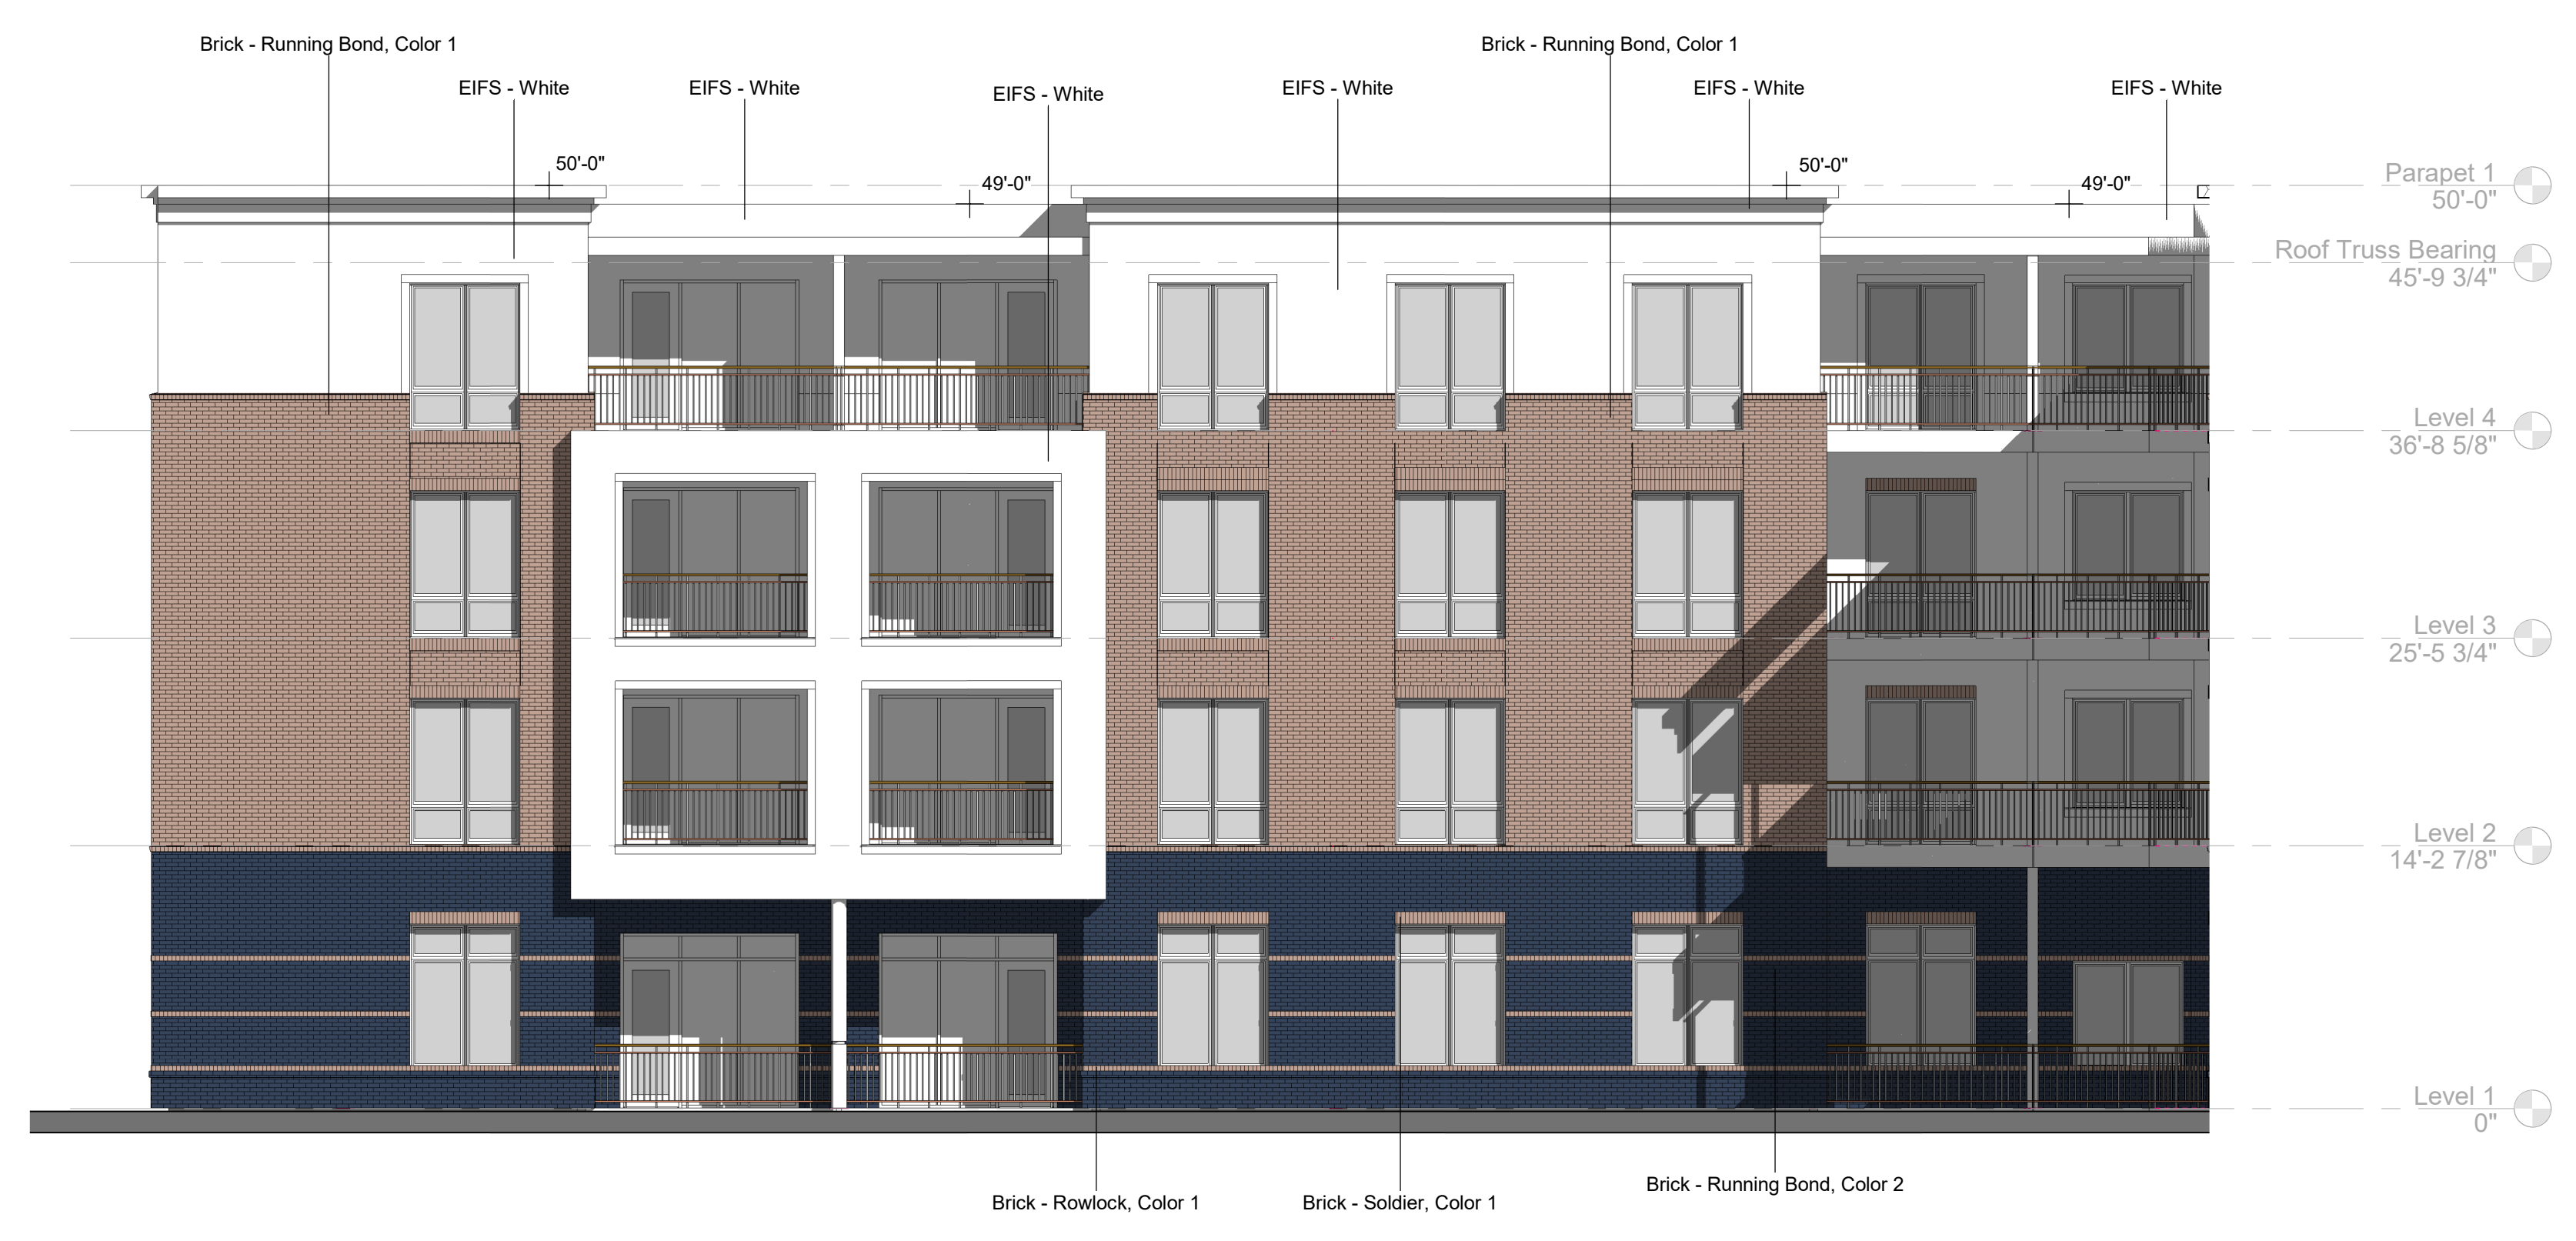 Brick - Running Bond, Color 1
Brick - Running Bond, Color 1
EIFS - White
EIFS - White
EIFS - White
EIFS - White
EIFS - White
EIFS - White
50'-0"
49'-0"
50'-0"
49'-0"
Parapet 1
50'-0"
Roof Truss Bearing
45'-9 3/4"
Level 4
36'-8 5/8"
Level 3
25'-5 3/4"
Level 2
14'-2 7/8"
Level 1
0"
Brick - Rowlock, Color 1
Brick - Soldier, Color 1
Brick - Running Bond, Color 2